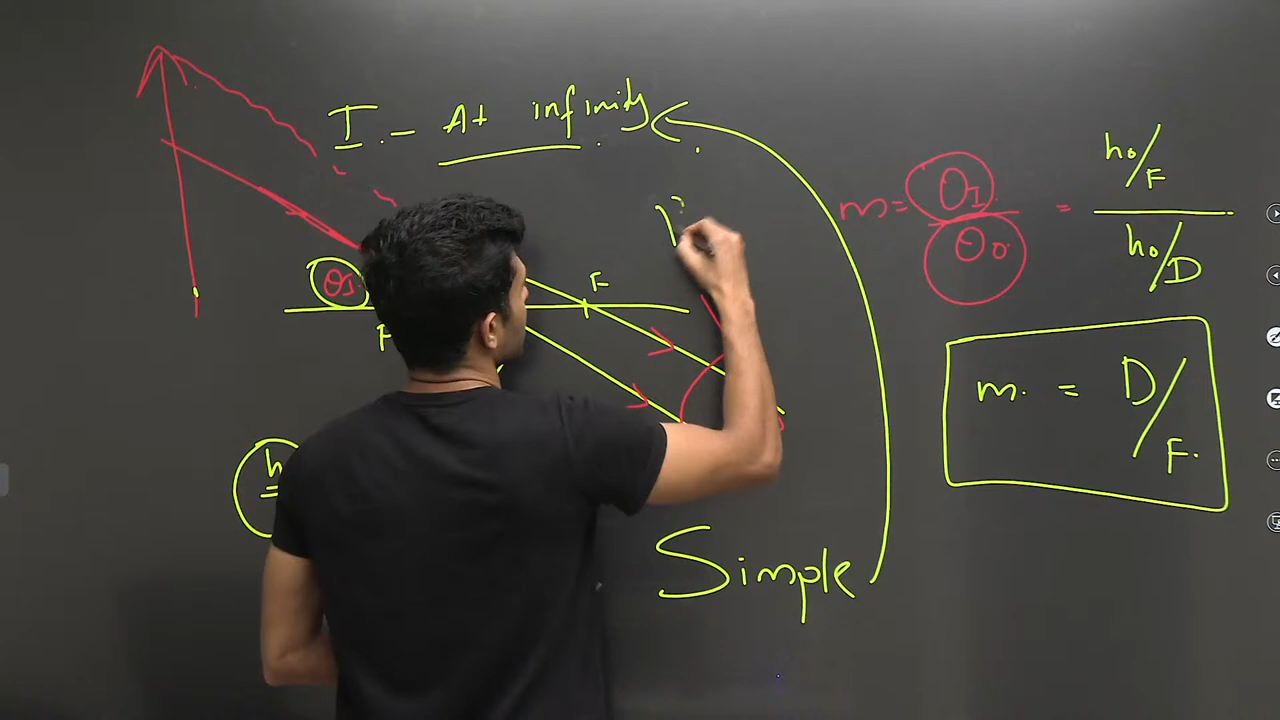 I. - At infinity
m = θI / θo = ho/F / ho/D
F
θI
F
m. = D/F.
h
Simple